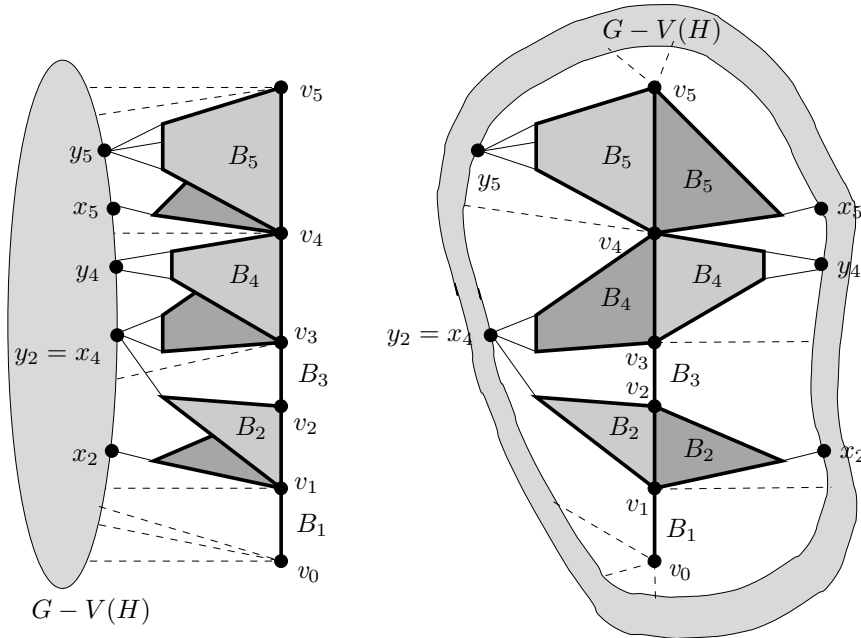 v₅
y₅
B₅
x₅
v₄
y₄
B₄
v₃
y₂ = x₄
B₃
v₂
B₂
x₂
v₁
B₁
v₀
G − V(H)
G − V(H)
v₅
B₅
y₅
B₅
x₅
v₄
B₄
B₄
y₄
y₂ = x₄
v₃
v₂
B₃
B₂
B₂
x₂
v₁
B₁
v₀